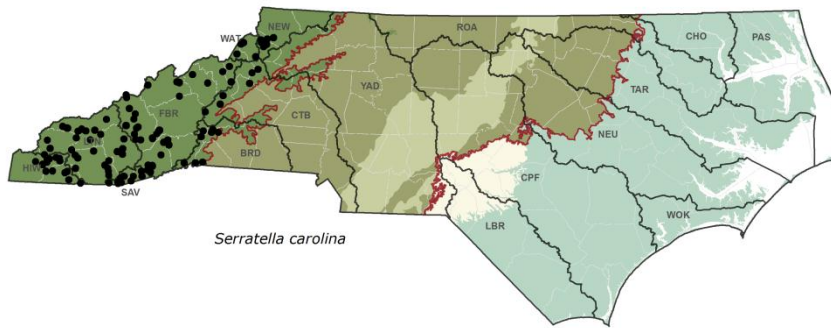 NEW
WAT
ROA
CHO
PAS
YAD
TAR
FBR
CTB
NEU
BRD
HIW
CPF
SAV
WOK
LBR
Serratella carolina